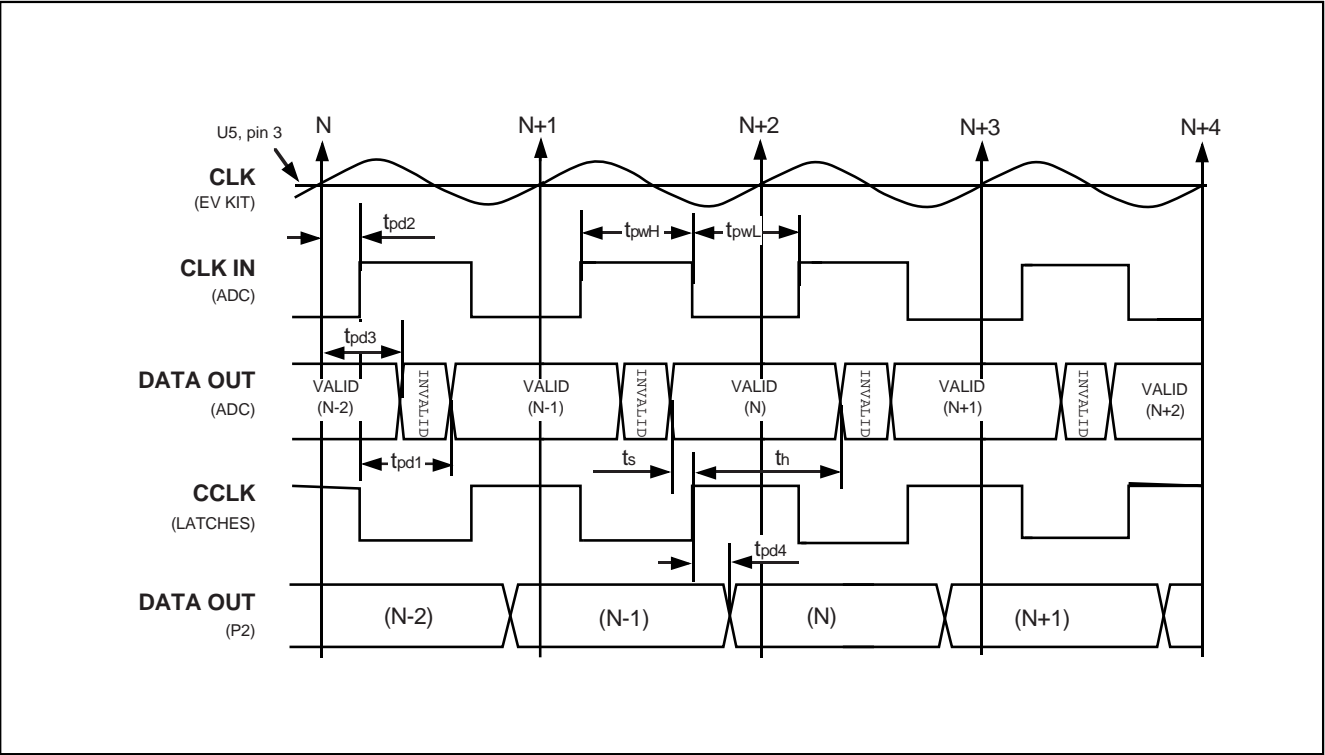 U5, pin 3
N N+1 N+2 N+3 N+4
CLK
(EV KIT)
tpd2 tpwH tpwL
CLK IN
(ADC)
tpd3
DATA OUT
(ADC)
VALID
(N-2)
INVALID
VALID
(N-1)
INVALID
VALID
(N)
INVALID
VALID
(N+1)
INVALID
VALID
(N+2)
tpd1 ts th
CCLK
(LATCHES)
tpd4
DATA OUT
(P2)
(N-2) (N-1) (N) (N+1)